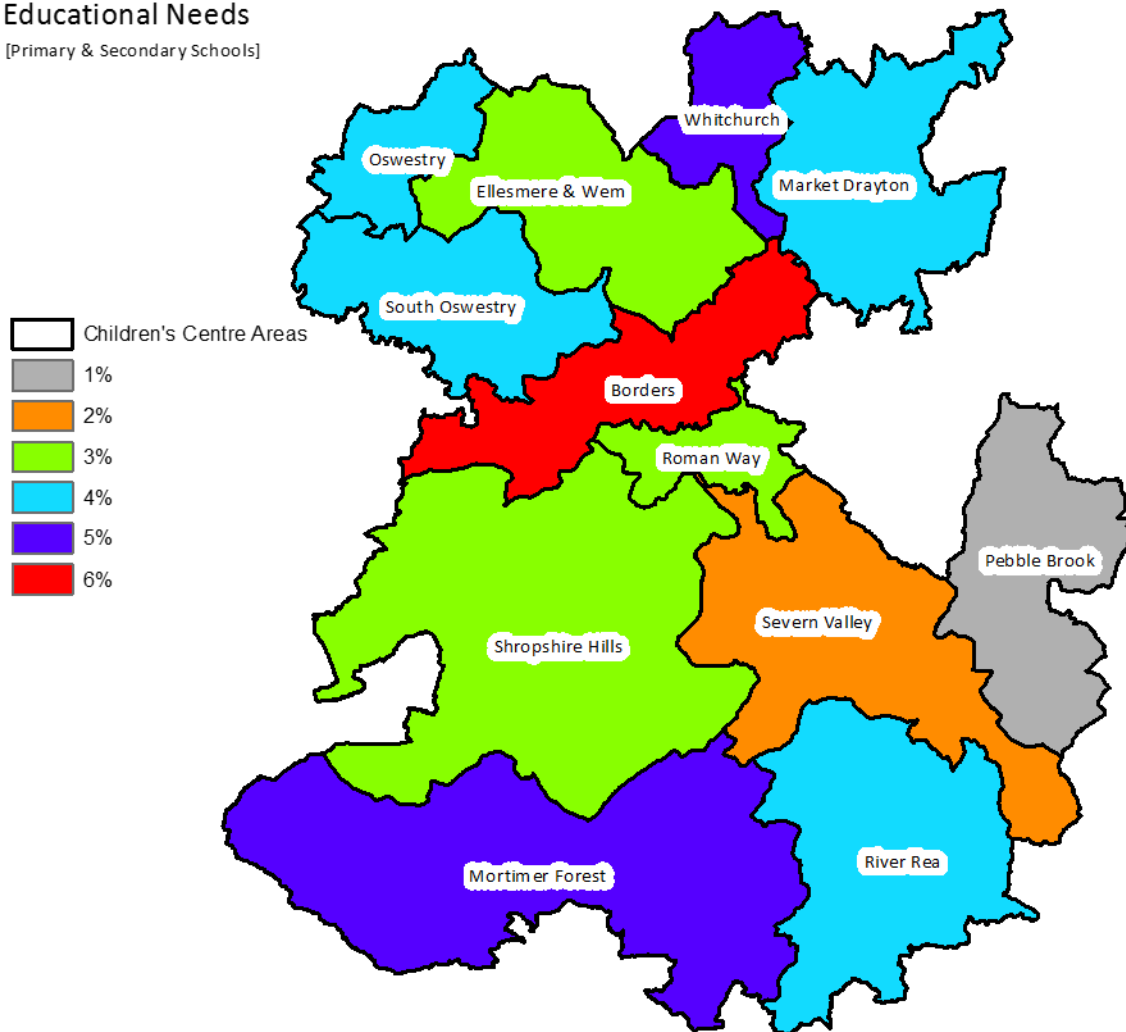 Educational Needs
[Primary & Secondary Schools]
Whitchurch
Oswestry
Ellesmere & Wem
Market Drayton
South Oswestry
Children's Centre Areas
1%
2%
3%
4%
5%
6%
Borders
Roman Way
Pebble Brook
Severn Valley
Shropshire Hills
River Rea
Mortimer Forest